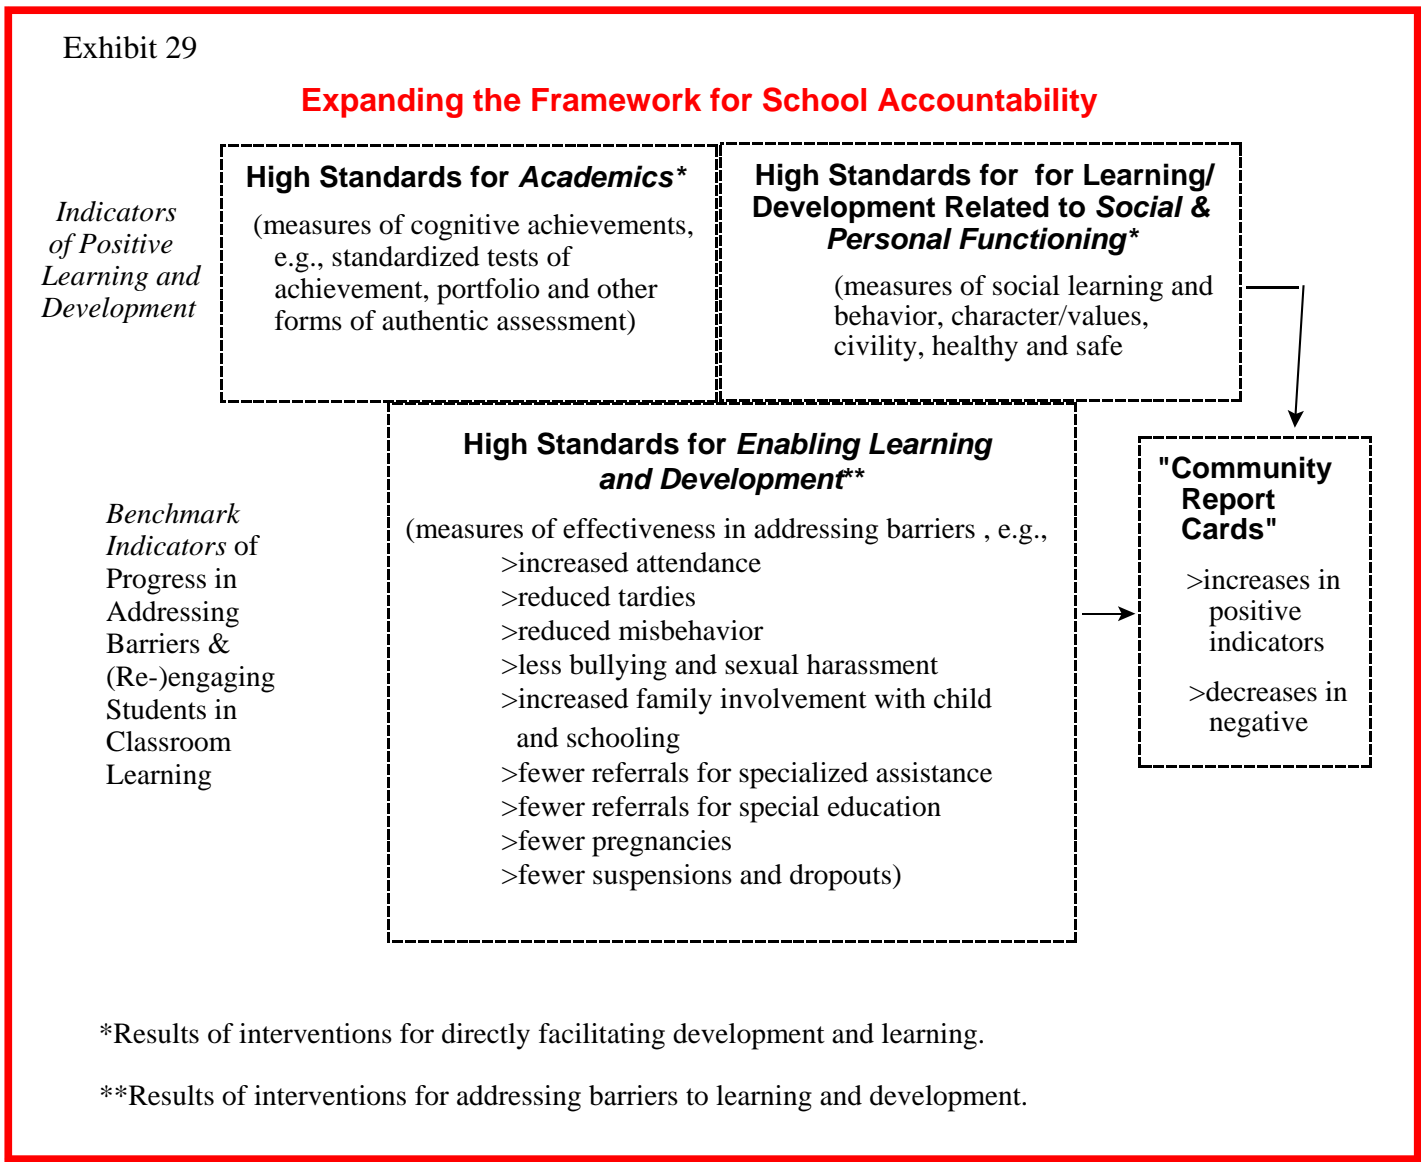 Exhibit 29
Expanding the Framework for School Accountability
Indicators
of Positive
Learning and
Development
High Standards for Academics*
(measures of cognitive achievements,
e.g., standardized tests of
achievement, portfolio and other
forms of authentic assessment)
High Standards for for Learning/
Development Related to Social &
Personal Functioning*
(measures of social learning and
behavior, character/values,
civility, healthy and safe
Benchmark
Indicators of
Progress in
Addressing
Barriers &
(Re-)engaging
Students in
Classroom
Learning
High Standards for Enabling Learning
and Development**
(measures of effectiveness in addressing barriers , e.g.,
>increased attendance
>reduced tardies
>reduced misbehavior
>less bullying and sexual harassment
>increased family involvement with child
and schooling
>fewer referrals for specialized assistance
>fewer referrals for special education
>fewer pregnancies
>fewer suspensions and dropouts)
"Community
Report
Cards"
>increases in
positive
indicators
>decreases in
negative
*Results of interventions for directly facilitating development and learning.
**Results of interventions for addressing barriers to learning and development.